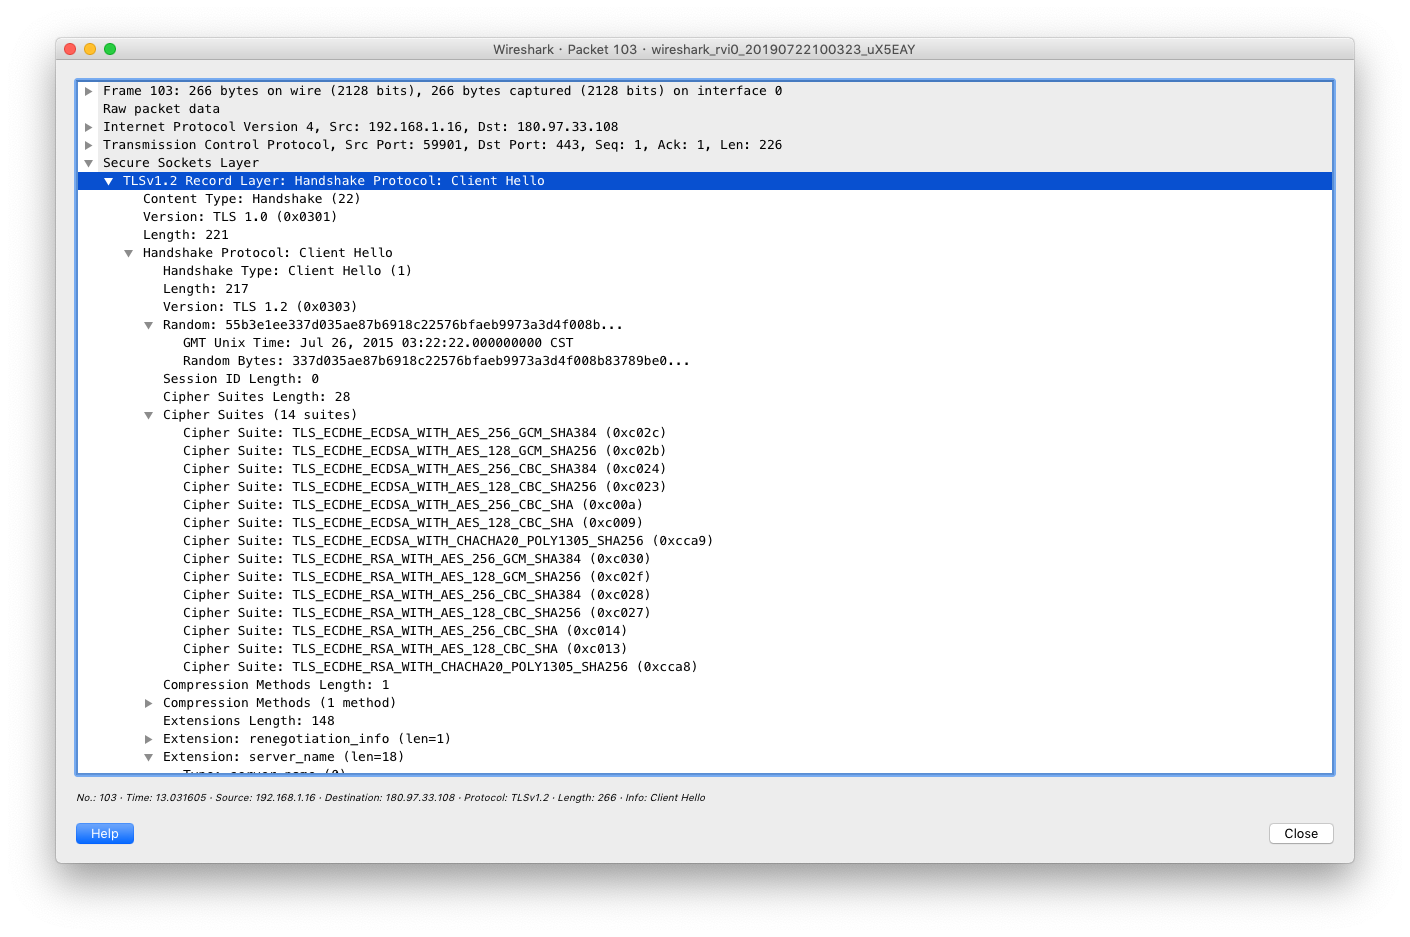 Wireshark · Packet 103 · wireshark_rvi0_20190722100323_uX5EAY
Frame 103: 266 bytes on wire (2128 bits), 266 bytes captured (2128 bits) on interface 0
Raw packet data
Internet Protocol Version 4, Src: 192.168.1.16, Dst: 180.97.33.108
Transmission Control Protocol, Src Port: 59901, Dst Port: 443, Seq: 1, Ack: 1, Len: 226
Secure Sockets Layer
TLSv1.2 Record Layer: Handshake Protocol: Client Hello
Content Type: Handshake (22)
Version: TLS 1.0 (0x0301)
Length: 221
Handshake Protocol: Client Hello
Handshake Type: Client Hello (1)
Length: 217
Version: TLS 1.2 (0x0303)
Random: 55b3e1ee337d035ae87b6918c22576bfaeb9973a3d4f008b...
GMT Unix Time: Jul 26, 2015 03:22:22.000000000 CST
Random Bytes: 337d035ae87b6918c22576bfaeb9973a3d4f008b83789be0...
Session ID Length: 0
Cipher Suites Length: 28
Cipher Suites (14 suites)
Cipher Suite: TLS_ECDHE_ECDSA_WITH_AES_256_GCM_SHA384 (0xc02c)
Cipher Suite: TLS_ECDHE_ECDSA_WITH_AES_128_GCM_SHA256 (0xc02b)
Cipher Suite: TLS_ECDHE_ECDSA_WITH_AES_256_CBC_SHA384 (0xc024)
Cipher Suite: TLS_ECDHE_ECDSA_WITH_AES_128_CBC_SHA256 (0xc023)
Cipher Suite: TLS_ECDHE_ECDSA_WITH_AES_256_CBC_SHA (0xc00a)
Cipher Suite: TLS_ECDHE_ECDSA_WITH_AES_128_CBC_SHA (0xc009)
Cipher Suite: TLS_ECDHE_ECDSA_WITH_CHACHA20_POLY1305_SHA256 (0xcca9)
Cipher Suite: TLS_ECDHE_RSA_WITH_AES_256_GCM_SHA384 (0xc030)
Cipher Suite: TLS_ECDHE_RSA_WITH_AES_128_GCM_SHA256 (0xc02f)
Cipher Suite: TLS_ECDHE_RSA_WITH_AES_256_CBC_SHA384 (0xc028)
Cipher Suite: TLS_ECDHE_RSA_WITH_AES_128_CBC_SHA256 (0xc027)
Cipher Suite: TLS_ECDHE_RSA_WITH_AES_256_CBC_SHA (0xc014)
Cipher Suite: TLS_ECDHE_RSA_WITH_AES_128_CBC_SHA (0xc013)
Cipher Suite: TLS_ECDHE_RSA_WITH_CHACHA20_POLY1305_SHA256 (0xcca8)
Compression Methods Length: 1
Compression Methods (1 method)
Extensions Length: 148
Extension: renegotiation_info (len=1)
Extension: server_name (len=18)
Type: server_name (0)
No.: 103 · Time: 13.031605 · Source: 192.168.1.16 · Destination: 180.97.33.108 · Protocol: TLSv1.2 · Length: 266 · Info: Client Hello
Help
Close